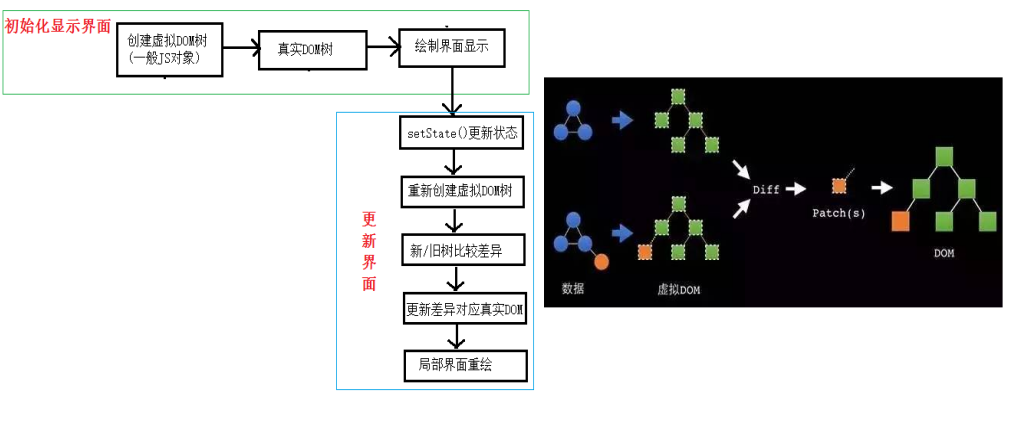 初始化显示界面
创建虚拟DOM树
(一般JS对象)
真实DOM树
绘制界面显示
更新界面
setState()更新状态
重新创建虚拟DOM树
新/旧树比较差异
更新差异对应真实DOM
局部界面重绘
Diff
Patch(s)
DOM
数据
虚拟DOM